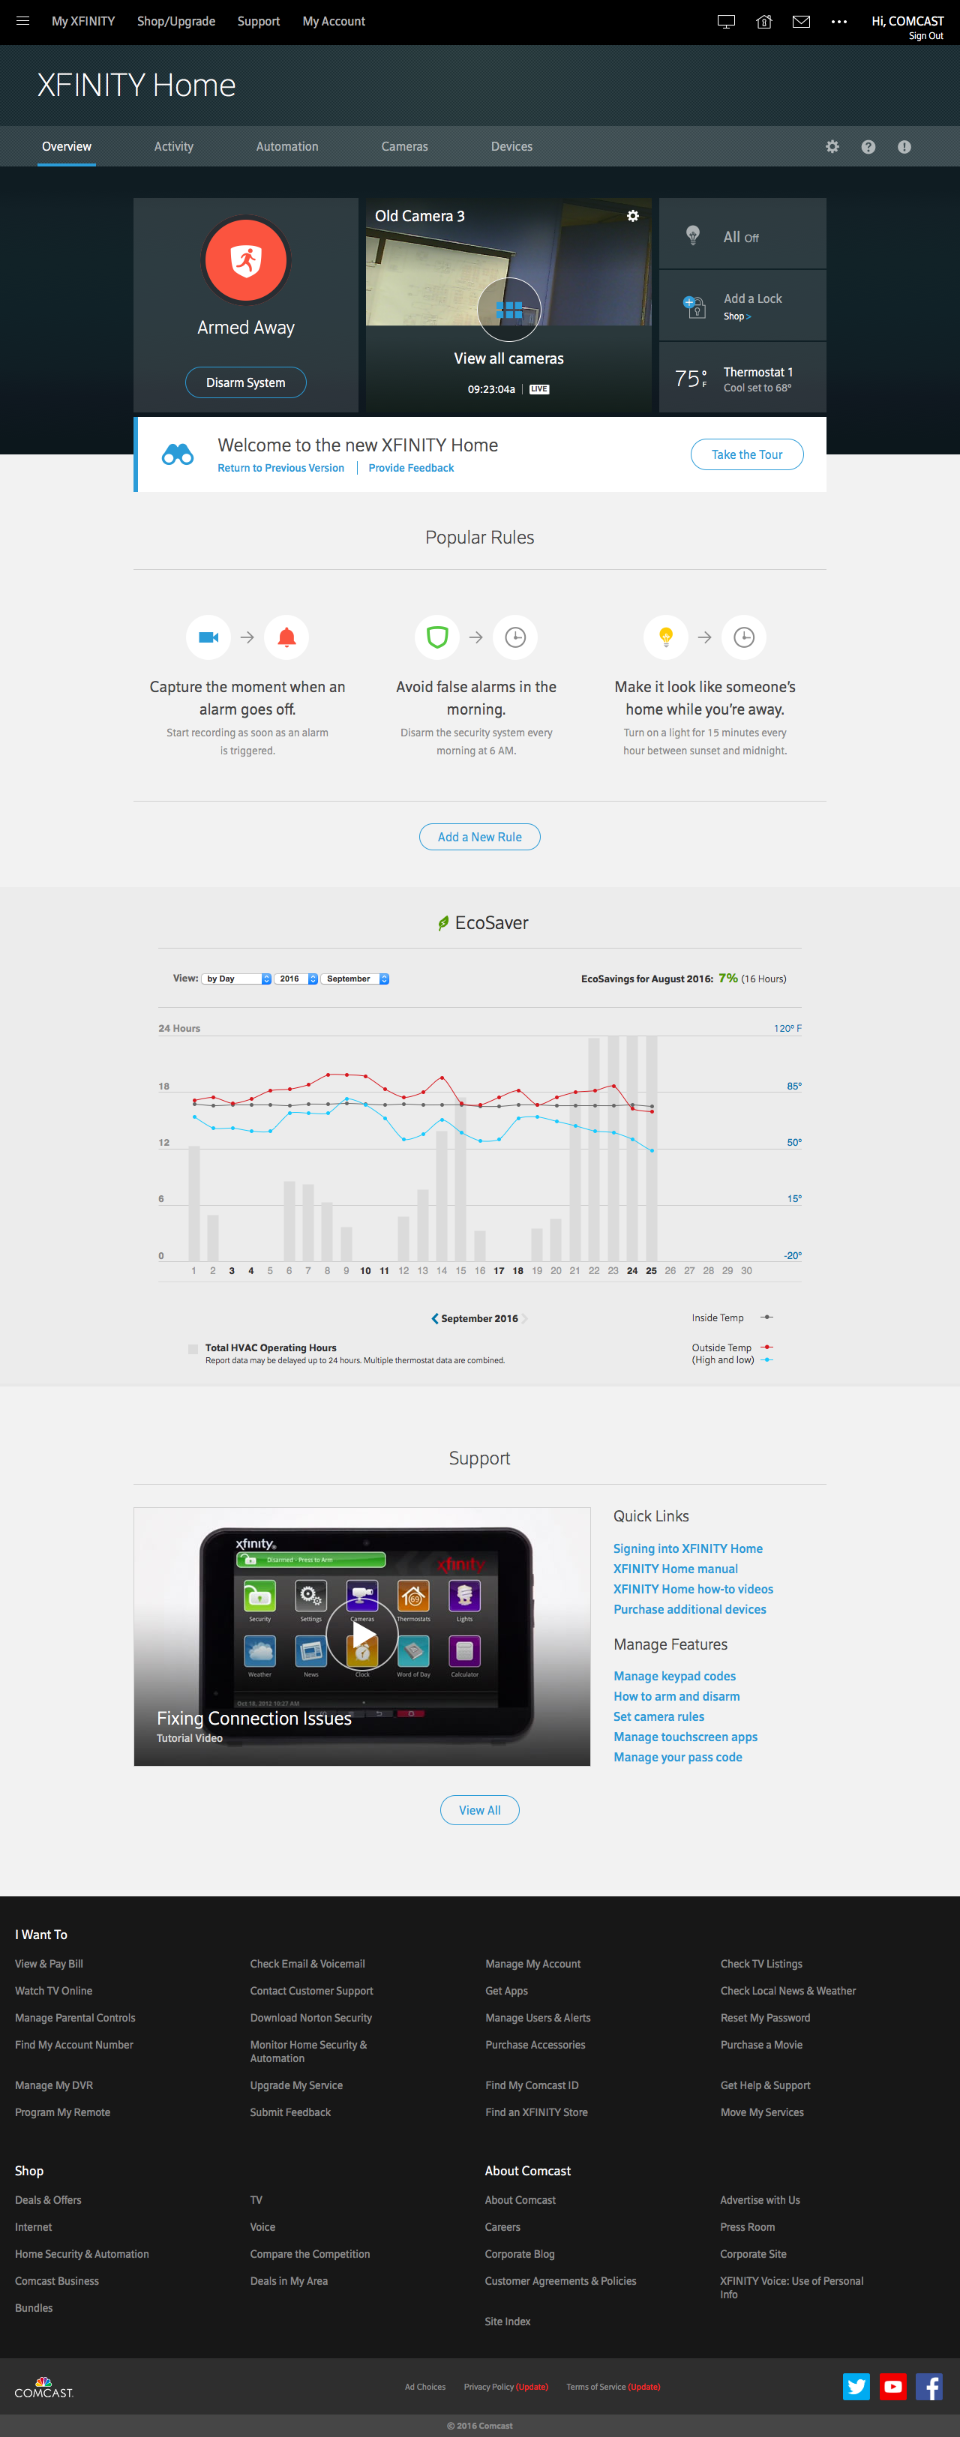 My XFINITY Shop/Upgrade Support My Account Hi, COMCAST
Sign Out
XFINITY Home
Overview Activity Automation Cameras Devices
Old Camera 3
Armed Away
Disarm System
View all cameras
09:23:04a LIVE
All Off
Add a Lock
Shop >
75° F
Thermostat 1
Cool set to 68°
Welcome to the new XFINITY Home
Return to Previous Version Provide Feedback
Take the Tour
Popular Rules
Capture the moment when an
alarm goes off.
Start recording as soon as an alarm
is triggered.
Avoid false alarms in the
morning.
Disarm the security system every
morning at 6 AM.
Make it look like someone's
home while you're away.
Turn on a light for 15 minutes every
hour between sunset and midnight.
Add a New Rule
EcoSaver
View: by Day 2016 September
EcoSavings for August 2016: 7% (16 Hours)
24 Hours 120° F
18 85°
12 50°
6 15°
0 -20°
1 2 3 4 5 6 7 8 9 10 11 12 13 14 15 16 17 18 19 20 21 22 23 24 25 26 27 28 29 30
September 2016
Inside Temp
Total HVAC Operating Hours
Report data may be delayed up to 24 hours. Multiple thermostat data are combined.
Outside Temp
(High and low)
Support
xfinity
Disarmed - Press to Arm
xfinity
Security Settings Cameras Thermostats Lights
69
Weather News Clock Word of Day Calculator
Oct 18, 2012 10:27 AM
Fixing Connection Issues
Tutorial Video
Quick Links
Signing into XFINITY Home
XFINITY Home manual
XFINITY Home how-to videos
Purchase additional devices
Manage Features
Manage keypad codes
How to arm and disarm
Set camera rules
Manage touchscreen apps
Manage your pass code
View All
I Want To
View & Pay Bill Check Email & Voicemail Manage My Account Check TV Listings
Watch TV Online Contact Customer Support Get Apps Check Local News & Weather
Manage Parental Controls Download Norton Security Manage Users & Alerts Reset My Password
Find My Account Number Monitor Home Security & Purchase Accessories Purchase a Movie
Automation
Manage My DVR Upgrade My Service Find My Comcast ID Get Help & Support
Program My Remote Submit Feedback Find an XFINITY Store Move My Services
Shop About Comcast
Deals & Offers TV About Comcast Advertise with Us
Internet Voice Careers Press Room
Home Security & Automation Compare the Competition Corporate Blog Corporate Site
Comcast Business Deals in My Area Customer Agreements & Policies XFINITY Voice: Use of Personal
Info
Bundles
Site Index
COMCAST
Ad Choices Privacy Policy (Update) Terms of Service (Update)
© 2016 Comcast